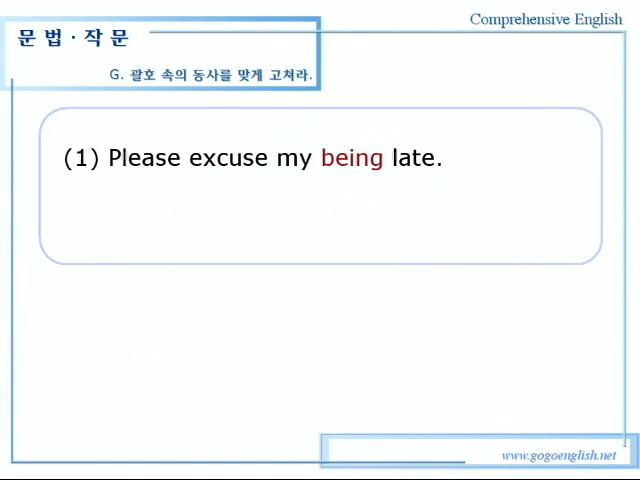 Comprehensive English
문 법 · 작 문
G. 괄호 속의 동사를 맞게 고쳐라.
(1) Please excuse my being late.
www.gogoenglish.net